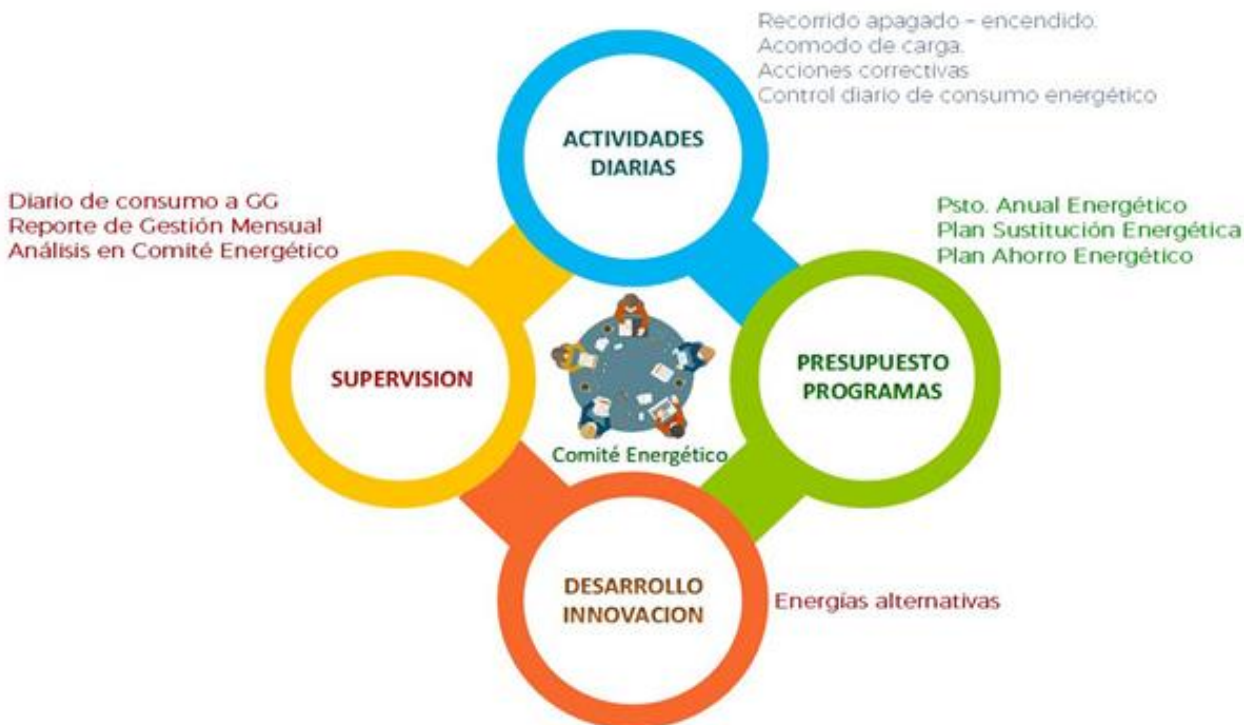 Recorrido apagado – encendido.
Acomodo de carga.
Acciones correctivas
Control diario de consumo energético
ACTIVIDADES
DIARIAS
Diario de consumo a GG
Reporte de Gestión Mensual
Análisis en Comité Energético
Psto. Anual Energético
Plan Sustitución Energética
Plan Ahorro Energético
SUPERVISION
PRESUPUESTO
PROGRAMAS
Comité Energético
DESARROLLO
INNOVACION
Energías alternativas